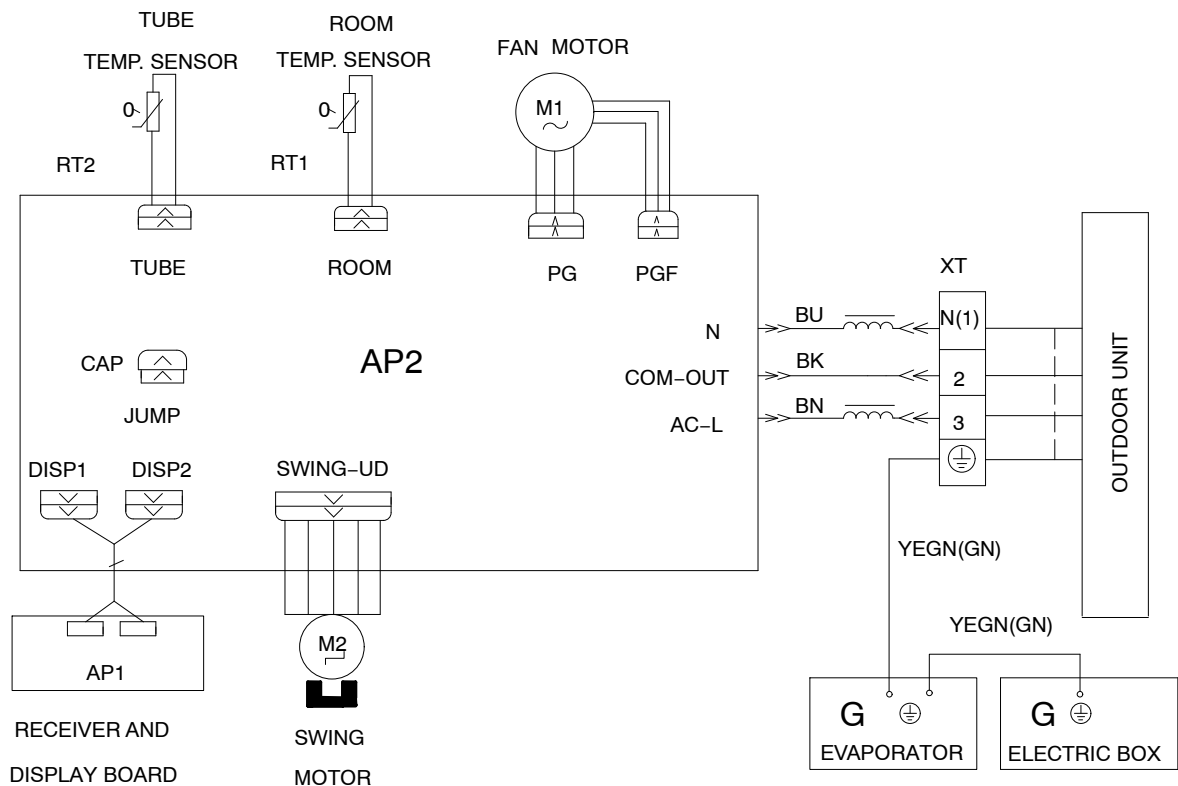 TUBE
TEMP. SENSOR
ROOM
TEMP. SENSOR
FAN MOTOR
0
0
M1
RT2
RT1
TUBE
ROOM
PG
PGF
XT
N
BU
N(1)
CAP
AP2
COM-OUT
BK
2
JUMP
AC-L
BN
3
OUTDOOR UNIT
DISP1
DISP2
SWING-UD
YEGN(GN)
YEGN(GN)
M2
AP1
G
G
RECEIVER AND
DISPLAY BOARD
SWING
MOTOR
EVAPORATOR
ELECTRIC BOX